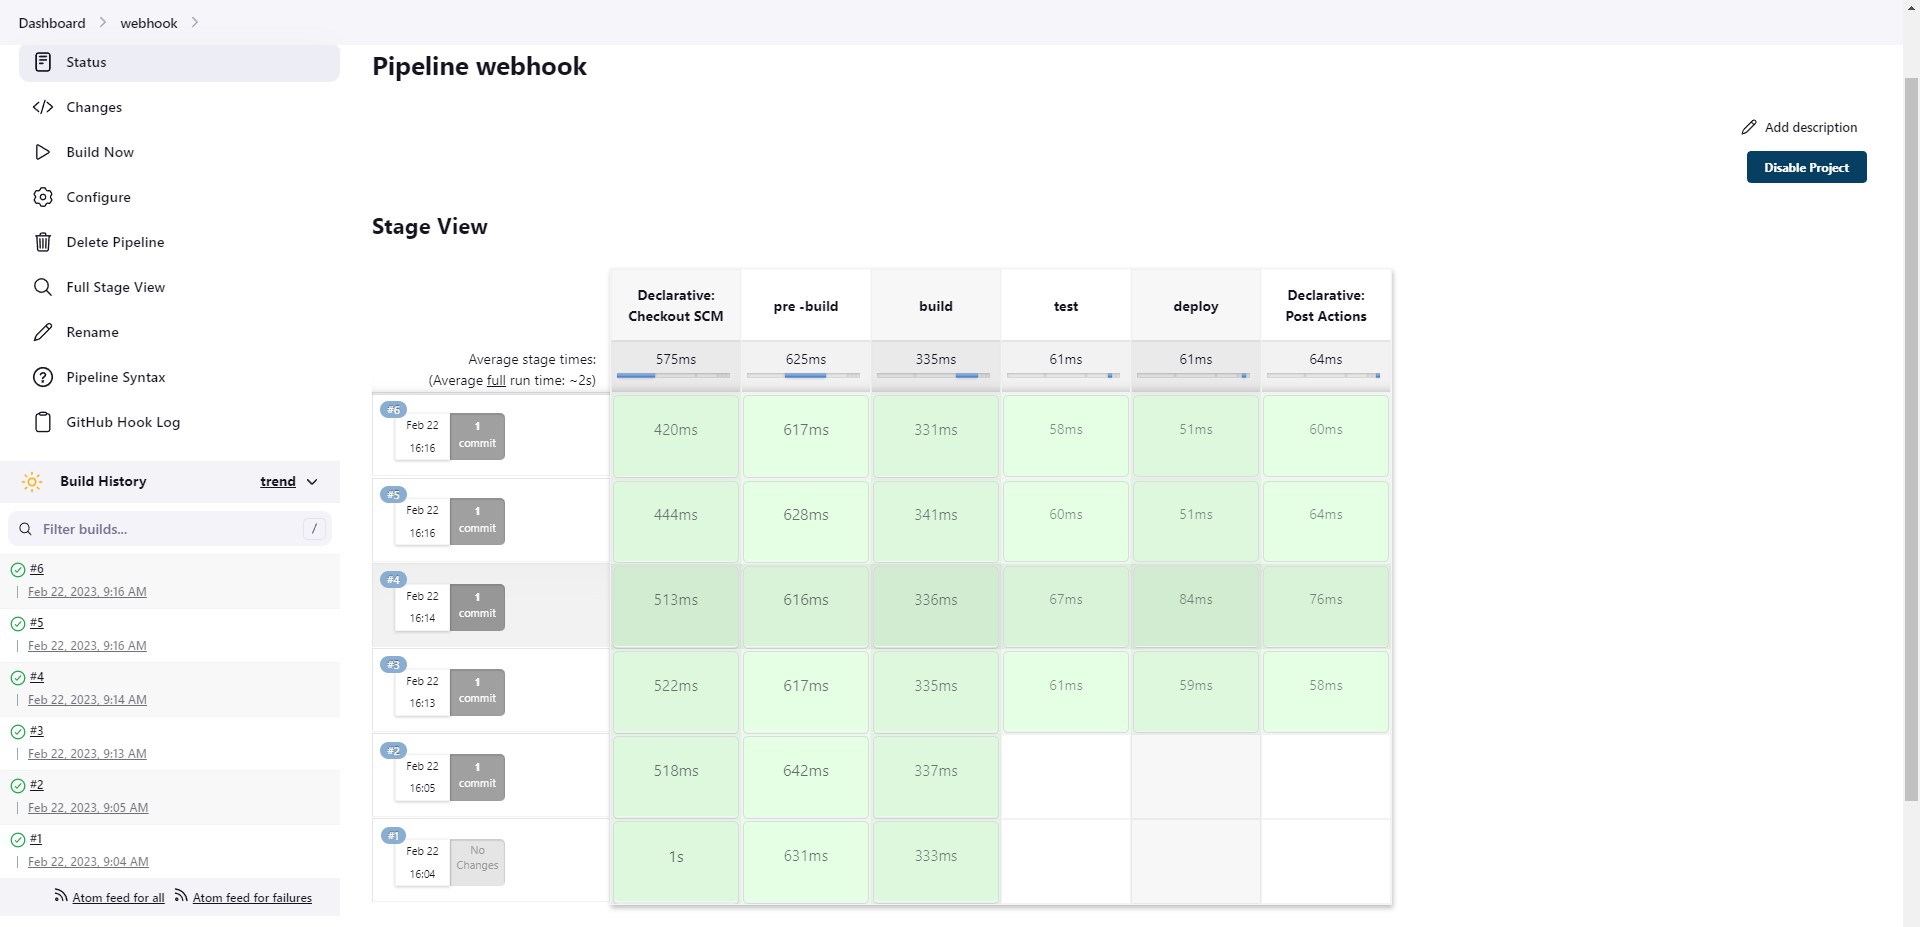 Dashboard
webhook
Status
Changes
Build Now
Configure
Delete Pipeline
Full Stage View
Rename
Pipeline Syntax
GitHub Hook Log
Build History
trend
Filter builds...
/
#6
Feb 22, 2023, 9:16 AM
#5
Feb 22, 2023, 9:16 AM
#4
Feb 22, 2023, 9:14 AM
#3
Feb 22, 2023, 9:13 AM
#2
Feb 22, 2023, 9:05 AM
#1
Feb 22, 2023, 9:04 AM
Atom feed for all
Atom feed for failures
Pipeline webhook
Add description
Disable Project
Stage View
Declarative:
Checkout SCM
pre -build
build
test
deploy
Declarative:
Post Actions
Average stage times:
(Average full run time: ~2s)
575ms
625ms
335ms
61ms
61ms
64ms
#6
Feb 22
16:16
1
commit
420ms
617ms
331ms
58ms
51ms
60ms
#5
Feb 22
16:16
1
commit
444ms
628ms
341ms
60ms
51ms
64ms
#4
Feb 22
16:14
1
commit
513ms
616ms
336ms
67ms
84ms
76ms
#3
Feb 22
16:13
1
commit
522ms
617ms
335ms
61ms
59ms
58ms
#2
Feb 22
16:05
1
commit
518ms
642ms
337ms
#1
Feb 22
16:04
No
Changes
1s
631ms
333ms